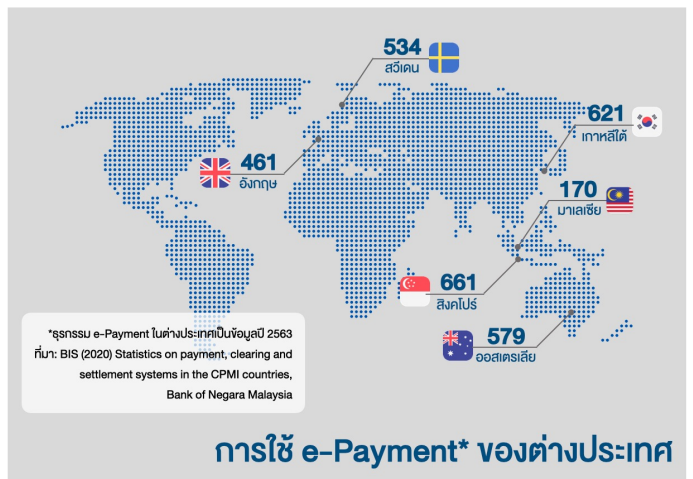 534
สวีเดน
621
เกาหลีใต้
461
อังกฤษ
170
มาเลเซีย
661
สิงคโปร์
579
ออสเตรเลีย
*ธุรกรรม e-Payment ในต่างประเทศเป็นข้อมูลปี 2563
ที่มา: BIS (2020) Statistics on payment, clearing and
settlement systems in the CPMI countries,
Bank of Negara Malaysia
การใช้ e-Payment* ของต่างประเทศ